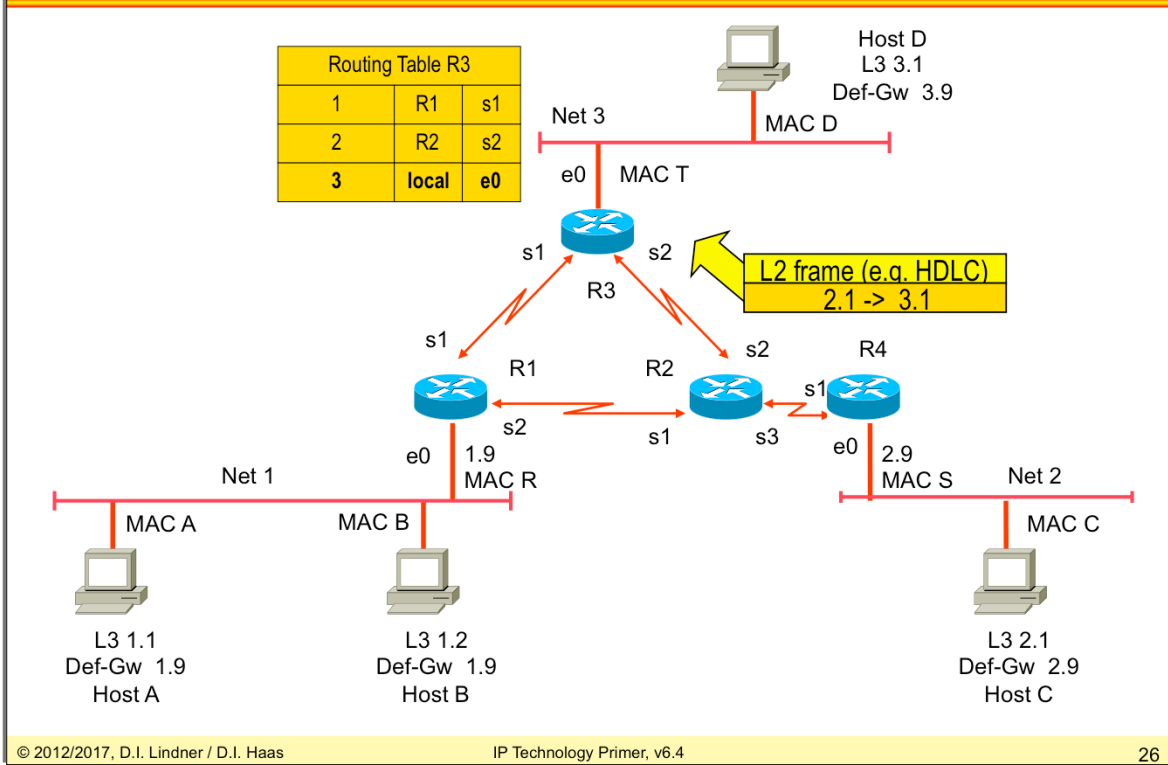 Routing Table R3
1 R1 s1
2 R2 s2
3 local e0
Host D
L3 3.1
Def-Gw 3.9
Net 3
MAC D
e0
MAC T
s1
s2
R3
L2 frame (e.g. HDLC)
2.1 -> 3.1
s1
R1
R2
s2
R4
s2
s1
s3
s1
e0
1.9
MAC R
e0
2.9
MAC S
Net 1
Net 2
MAC A
MAC B
MAC C
L3 1.1
Def-Gw 1.9
Host A
L3 1.2
Def-Gw 1.9
Host B
L3 2.1
Def-Gw 2.9
Host C
© 2012/2017, D.I. Lindner / D.I. Haas
IP Technology Primer, v6.4
26